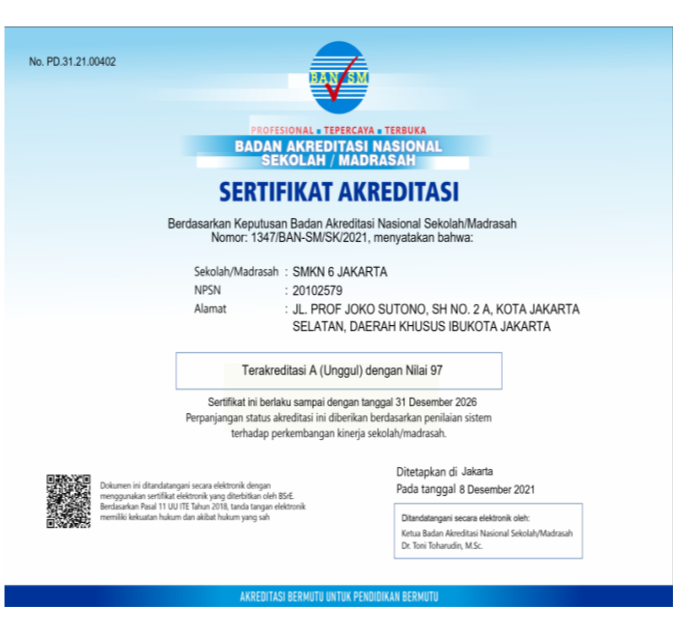 No. PD.31.21.00402
BAN SM
PROFESIONAL ▪ TEPERCAYA ▪ TERBUKA
BADAN AKREDITASI NASIONAL
SEKOLAH / MADRASAH
SERTIFIKAT AKREDITASI
Berdasarkan Keputusan Badan Akreditasi Nasional Sekolah/Madrasah
Nomor: 1347/BAN-SM/SK/2021, menyatakan bahwa:
Sekolah/Madrasah : SMKN 6 JAKARTA
NPSN : 20102579
Alamat : JL. PROF JOKO SUTONO, SH NO. 2 A, KOTA JAKARTA
SELATAN, DAERAH KHUSUS IBUKOTA JAKARTA
Terakreditasi A (Unggul) dengan Nilai 97
Sertifikat ini berlaku sampai dengan tanggal 31 Desember 2026
Perpanjangan status akreditasi ini diberikan berdasarkan penilaian sistem
terhadap perkembangan kinerja sekolah/madrasah.
Dokumen ini ditandatangani secara elektronik dengan
menggunakan sertifikat elektronik yang diterbitkan oleh BSrE.
Berdasarkan Pasal 11 UU ITE Tahun 2018, tanda tangan elektronik
memiliki kekuatan hukum dan akibat hukum yang sah
Ditetapkan di Jakarta
Pada tanggal 8 Desember 2021
Ditandatangani secara elektronik oleh:
Ketua Badan Akreditasi Nasional Sekolah/Madrasah
Dr. Toni Toharudin, M.Sc.
AKREDITASI BERMUTU UNTUK PENDIDIKAN BERMUTU